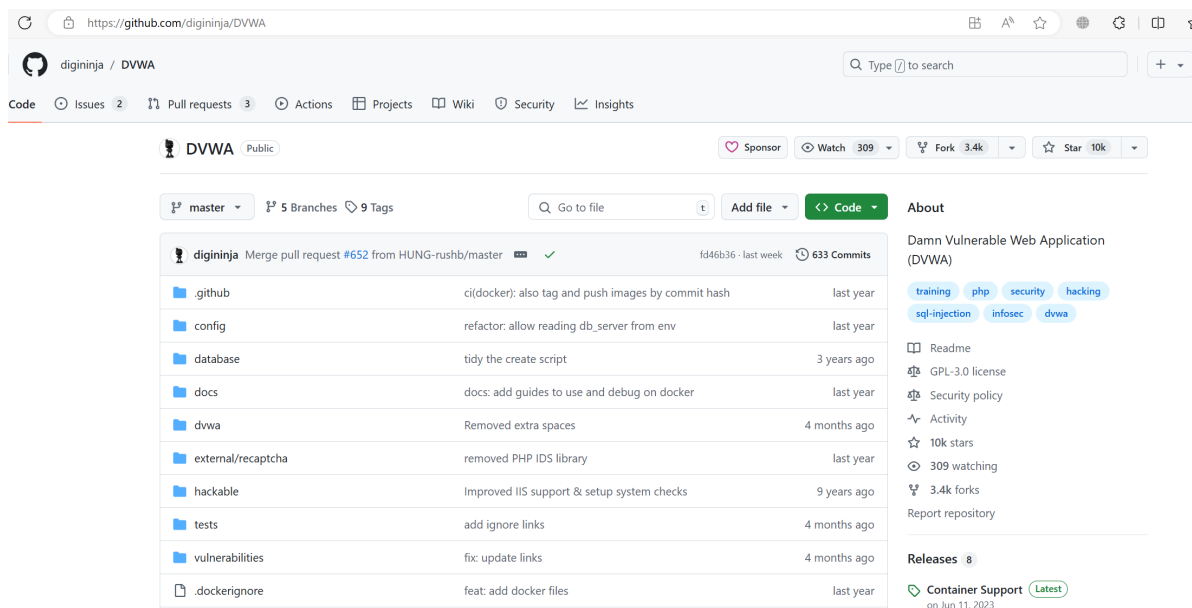 https://github.com/digininja/DVWA
digininja / DVWA
Type / to search
Code Issues 2 Pull requests 3 Actions Projects Wiki Security Insights
DVWA Public
Sponsor Watch 309 Fork 3.4k Star 10k
master 5 Branches 9 Tags Go to file t Add file <> Code
digininja Merge pull request #652 from HUNG-rushb/master fd46b36 · last week 633 Commits
.github ci(docker): also tag and push images by commit hash last year
config refactor: allow reading db_server from env last year
database tidy the create script 3 years ago
docs docs: add guides to use and debug on docker last year
dvwa Removed extra spaces 4 months ago
external/recaptcha removed PHP IDS library last year
hackable Improved IIS support & setup system checks 9 years ago
tests add ignore links 4 months ago
vulnerabilities fix: update links 4 months ago
.dockerignore feat: add docker files last year
About
Damn Vulnerable Web Application
(DVWA)
training php security hacking
sql-injection infosec dvwa
Readme
GPL-3.0 license
Security policy
Activity
10k stars
309 watching
3.4k forks
Report repository
Releases 8
Container Support Latest
on Jun 11, 2023